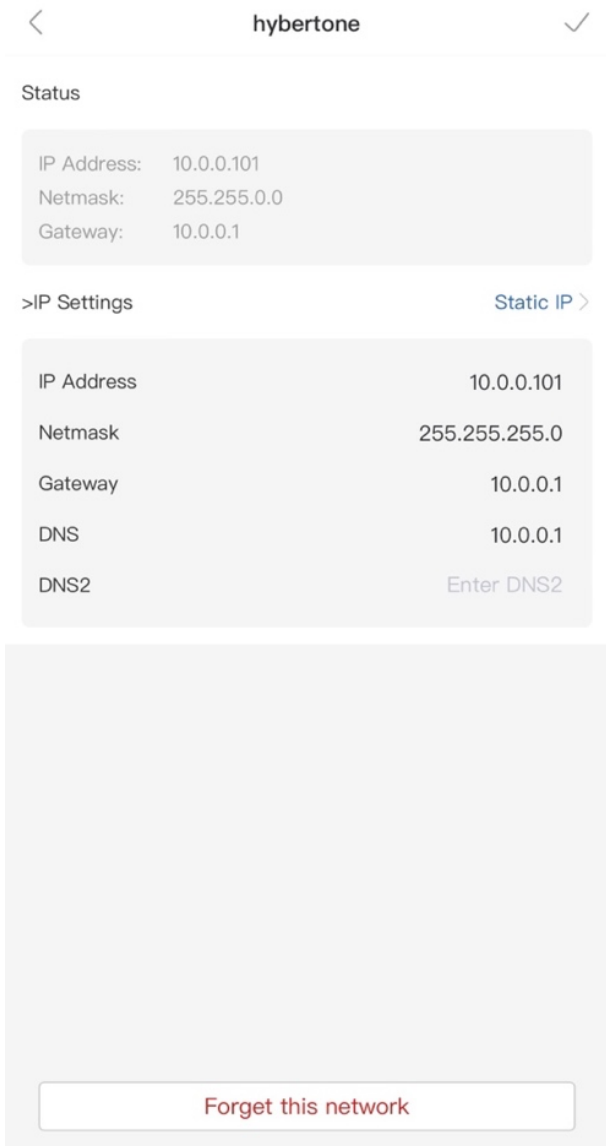 hybertone
Status
IP Address: 10.0.0.101
Netmask: 255.255.0.0
Gateway: 10.0.0.1
>IP Settings Static IP
IP Address 10.0.0.101
Netmask 255.255.255.0
Gateway 10.0.0.1
DNS 10.0.0.1
DNS2 Enter DNS2
Forget this network